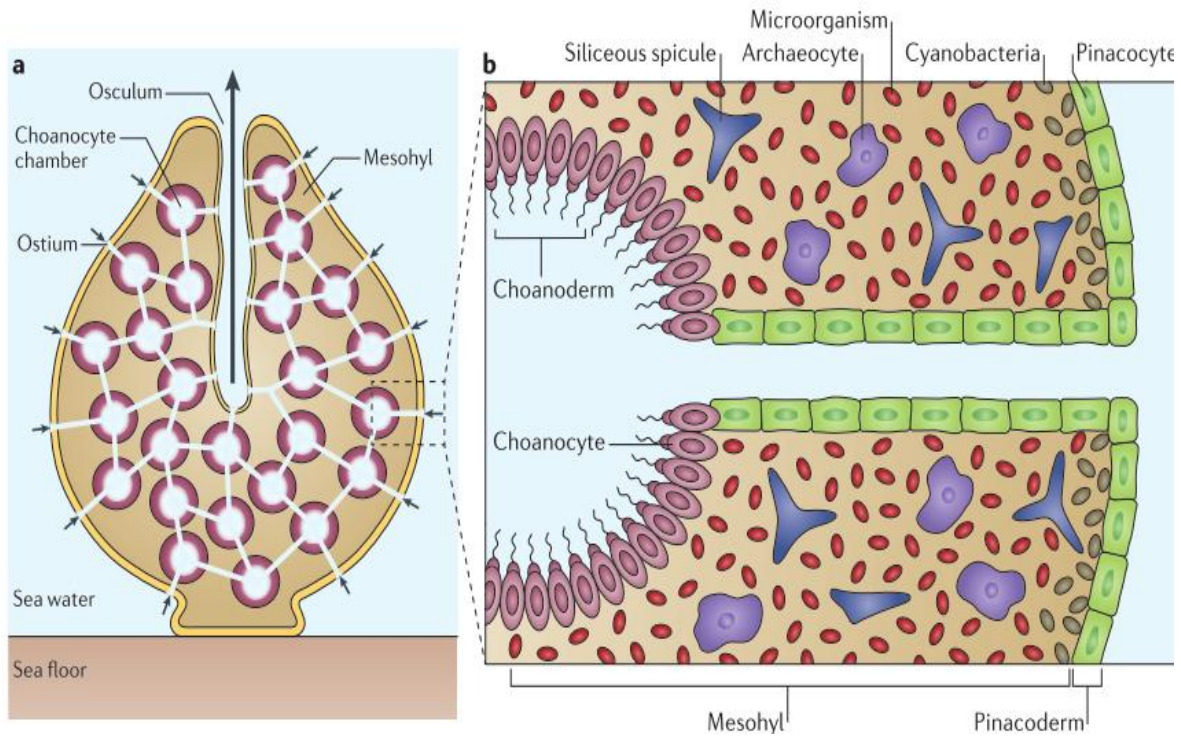 a
Osculum
Choanocyte
chamber
Mesohyl
Ostium
Sea water
Sea floor
b
Microorganism
Siliceous spicule
Archaeocyte
Cyanobacteria
Pinacocyte
Choanoderm
Choanocyte
Mesohyl
Pinacoderm